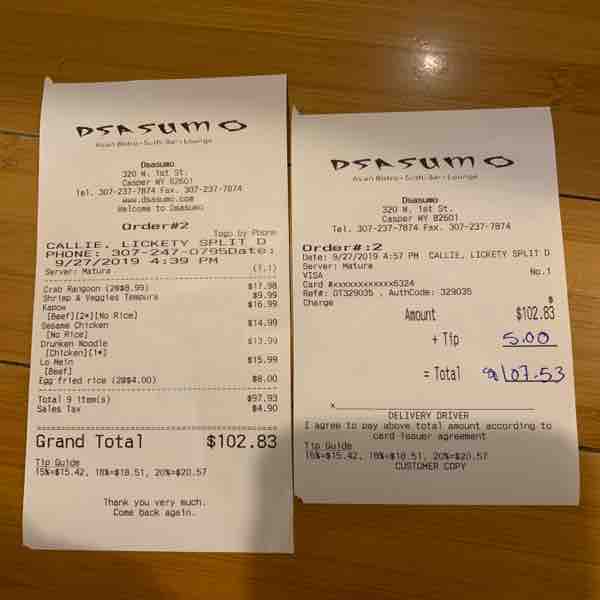 DSASUMO
Asian Bistro • Sushi Bar • Lounge
Dsasumo
320 W. 1st St.
Casper WY 82601
Tel. 307-237-7874 Fax. 307-237-7874
www.dsasumo.com
Welcome to Dsasumo
Order#2
Togo by Phone
CALLIE, LICKETY SPLIT D
PHONE: 307-247-0795Date:
9/27/2019 4:39 PM
Server: Matura (1,1)
Crab Rangoon (2@$8.99) $17.98
Shrimp & Veggies Tempura $9.99
Kapow $16.99
[Beef][2*][No Rice]
Sesame Chicken $14.99
[No Rice]
Drunken Noodle $13.99
[Chicken][1*]
Lo Mein $15.99
[Beef]
Egg fried rice (2@$4.00) $8.00
Total 9 item(s) $97.93
Sales Tax $4.90
Grand Total $102.83
Tip Guide
15%=$15.42, 18%=$18.51, 20%=$20.57
Thank you very much.
Come back again.
DSASUMO
Asian Bistro • Sushi Bar • Lounge
Dsasumo
320 W. 1st St.
Casper WY 82601
Tel. 307-237-7874 Fax. 307-237-7874
Order#:2
Date: 9/27/2019 4:57 PM CALLIE, LICKETY SPLIT D
Server: Matura No.1
VISA
Card #xxxxxxxxxxxx6324
Ref#: 01329035 , AuthCode: 329035
Charge $
Amount $102.83
+ Tip 5.00
= Total 107.53
x
DELIVERY DRIVER
I agree to pay above total amount according to
card issuer agreement
Tip Guide
15%=$15.42, 18%=$18.51, 20%=$20.57
CUSTOMER COPY